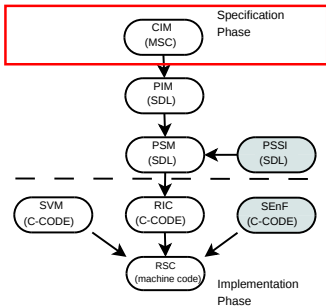 Specification
Phase
CIM
(MSC)
PIM
(SDL)
PSM
(SDL)
PSSI
(SDL)
SVM
(C-CODE)
RIC
(C-CODE)
SEnF
(C-CODE)
RSC
(machine code)
Implementation
Phase